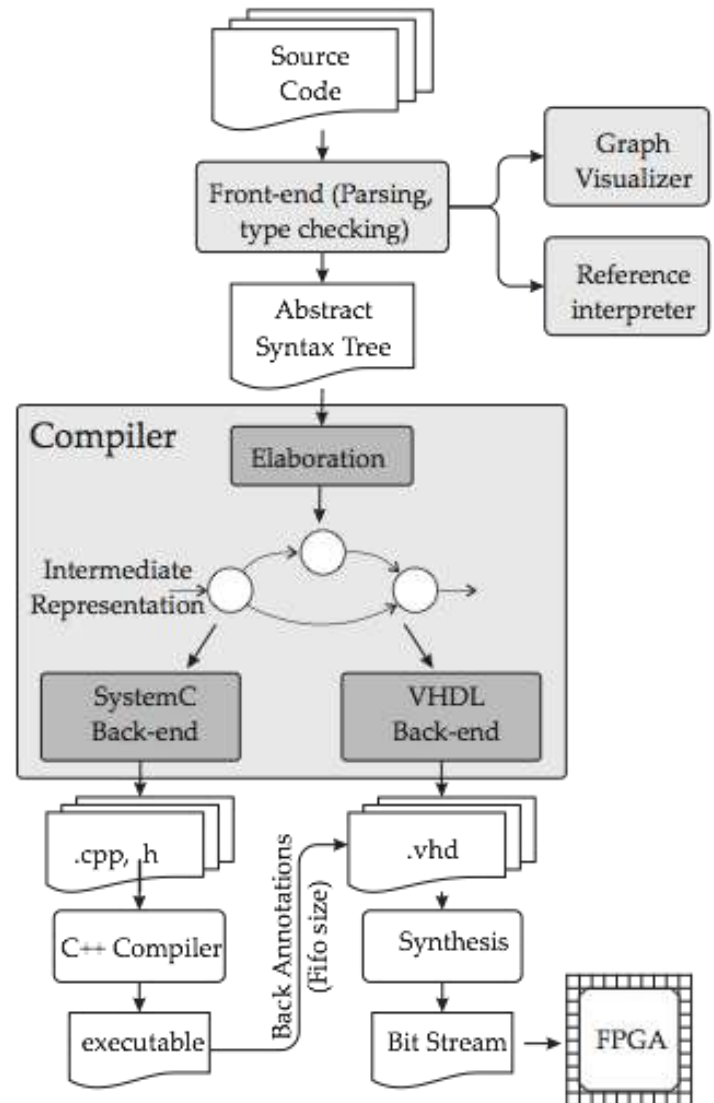 Source
Code
Graph
Visualizer
Front-end (Parsing,
type checking)
Reference
interpreter
Abstract
Syntax Tree
Compiler
Elaboration
Intermediate
Representation
SystemC
Back-end
VHDL
Back-end
.cpp, h
.vhd
Back Annotations
(Fifo size)
C++ Compiler
Synthesis
executable
Bit Stream
FPGA